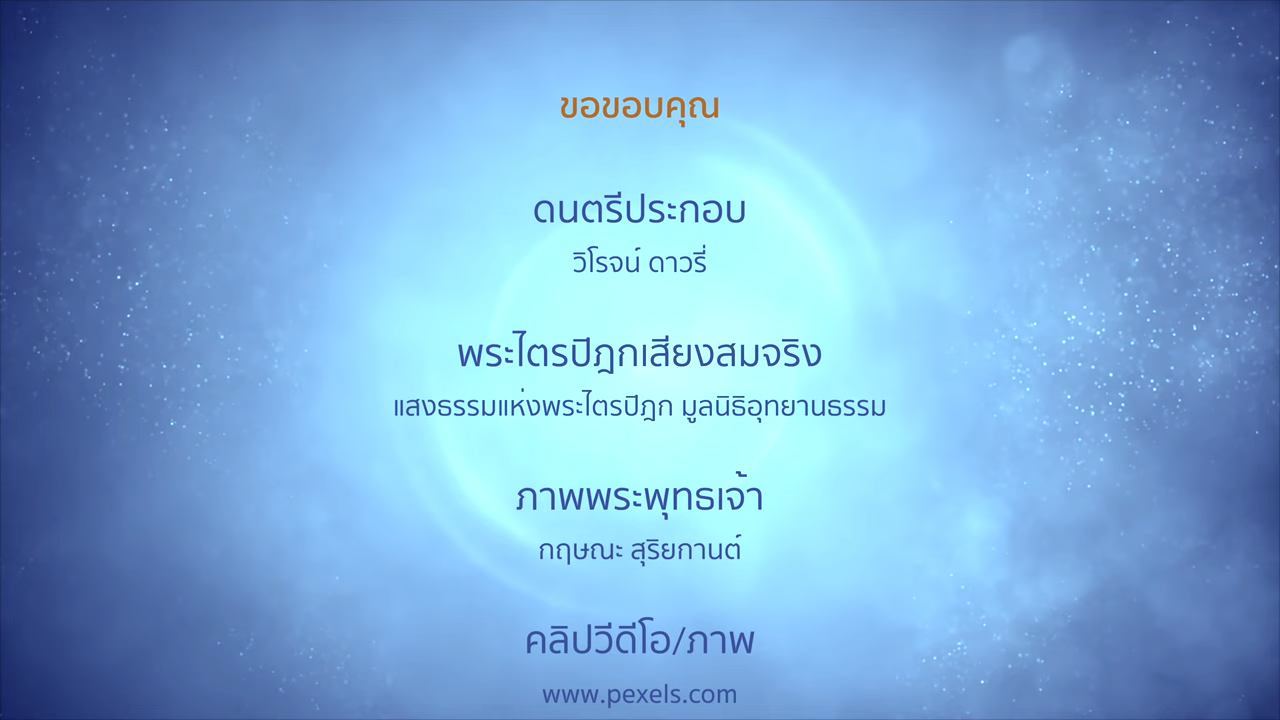 ขอขอบคุณ
ดนตรีประกอบ
วิโรจน์ ดาวรี่
พระไตรปิฎกเสียงสมจริง
แสงธรรมแห่งพระไตรปิฎก มูลนิธิอุทยานธรรม
ภาพพระพุทธเจ้า
กฤษณะ สุริยกานต์
คลิปวีดีโอ/ภาพ
www.pexels.com